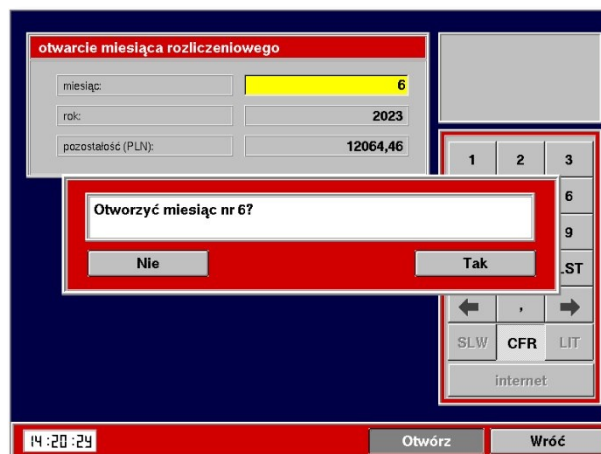 otwarcie miesiąca rozliczeniowego
miesiąc: 6
rok: 2023
pozostałość (PLN): 12064,46
1 2 3
6
Otworzyć miesiąc nr 6?
9
Nie Tak
,
SLW CFR LIT
internet
14:20:24 Otwórz Wróć